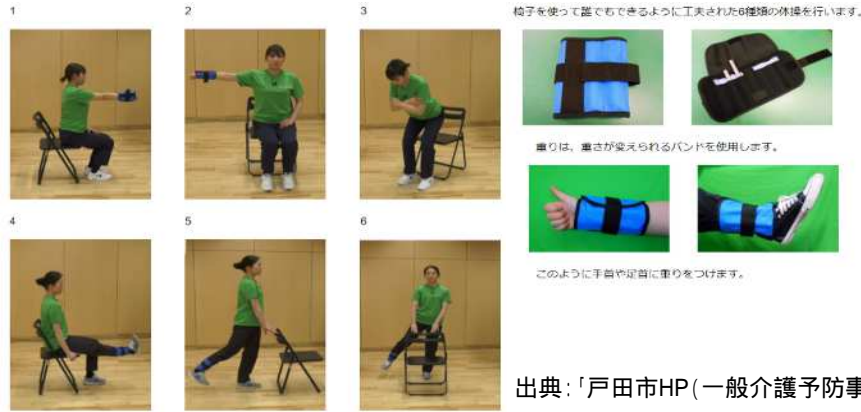 1
2
3
椅子を使って誰でもできるように工夫された6種類の体操を行います。
重りは、重さが変えられるバンドを使用します。
4
5
6
このように手首や足首に重りをつけます。
出典:「戸田市HP(一般介護予防事